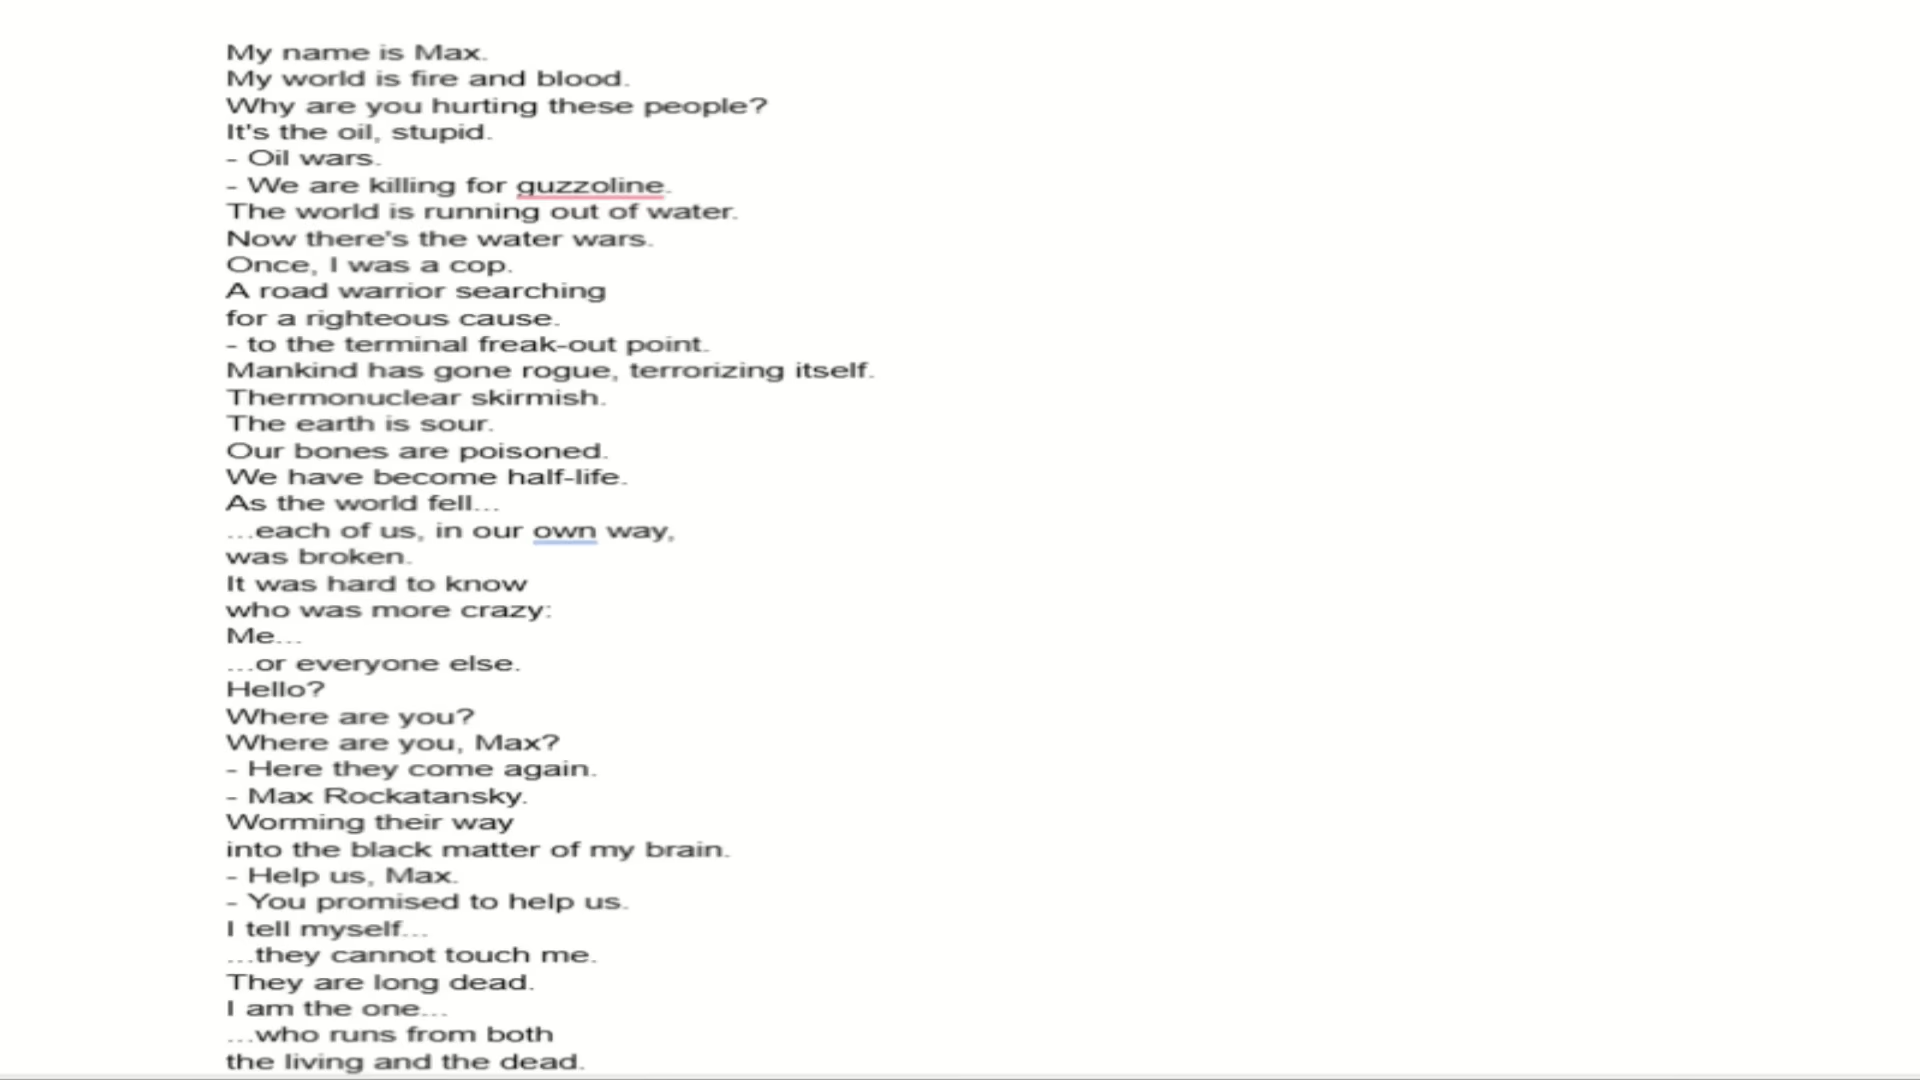 My name is Max.
My world is fire and blood.
Why are you hurting these people?
It's the oil, stupid.
- Oil wars.
- We are killing for guzzoline.
The world is running out of water.
Now there's the water wars.
Once, I was a cop.
A road warrior searching
for a righteous cause.
- to the terminal freak-out point.
Mankind has gone rogue, terrorizing itself.
Thermonuclear skirmish.
The earth is sour.
Our bones are poisoned.
We have become half-life.
As the world fell...
...each of us, in our own way,
was broken.
It was hard to know
who was more crazy:
Me...
...or everyone else.
Hello?
Where are you?
Where are you, Max?
- Here they come again.
- Max Rockatansky.
Worming their way
into the black matter of my brain.
- Help us, Max.
- You promised to help us.
I tell myself...
...they cannot touch me.
They are long dead.
I am the one...
...who runs from both
the living and the dead.